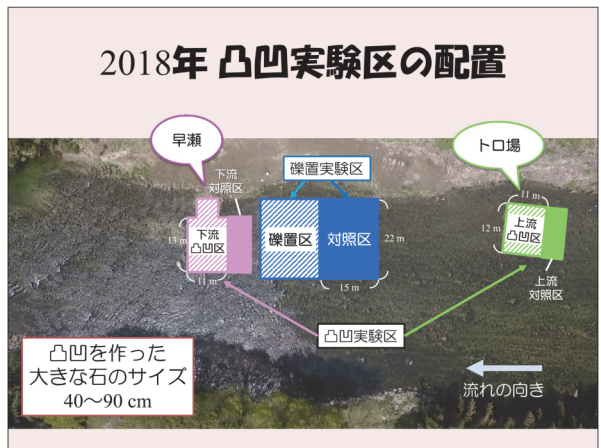 2018年 凸凹実験区の配置
早瀬
トロ場
下流
対照区
礫置実験区
11 m
13 m
下流
凸凹区
礫置区
対照区
22 m
12 m
上流
凸凹区
11 m
15 m
上流
対照区
凸凹実験区
凸凹を作った
大きな石のサイズ
40〜90 cm
流れの向き